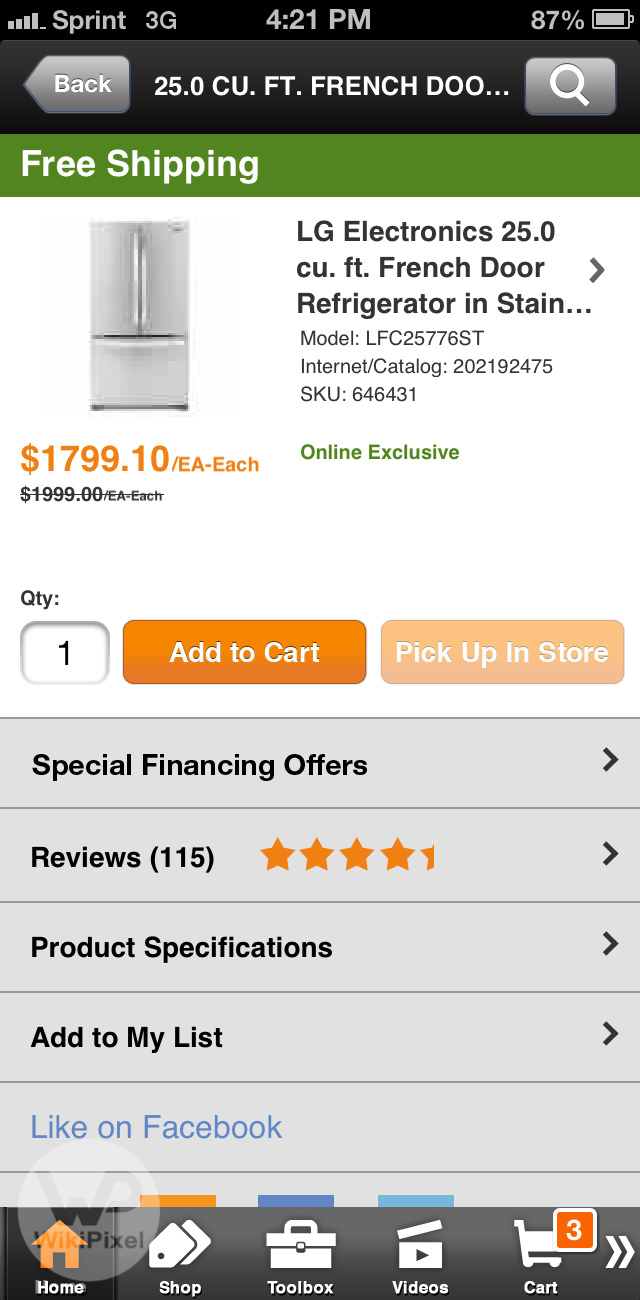 Sprint 3G 4:21 PM 87%
Back 25.0 CU. FT. FRENCH DOO...
Free Shipping
LG Electronics 25.0
cu. ft. French Door
Refrigerator in Stain...
Model: LFC25776ST
Internet/Catalog: 202192475
SKU: 646431
$1799.10/EA-Each
Online Exclusive
$1999.00/EA-Each
Qty:
1 Add to Cart Pick Up In Store
Special Financing Offers
Reviews (115)
Product Specifications
Add to My List
Like on Facebook
WP
WikiPixel
3
Home Shop Toolbox Videos Cart